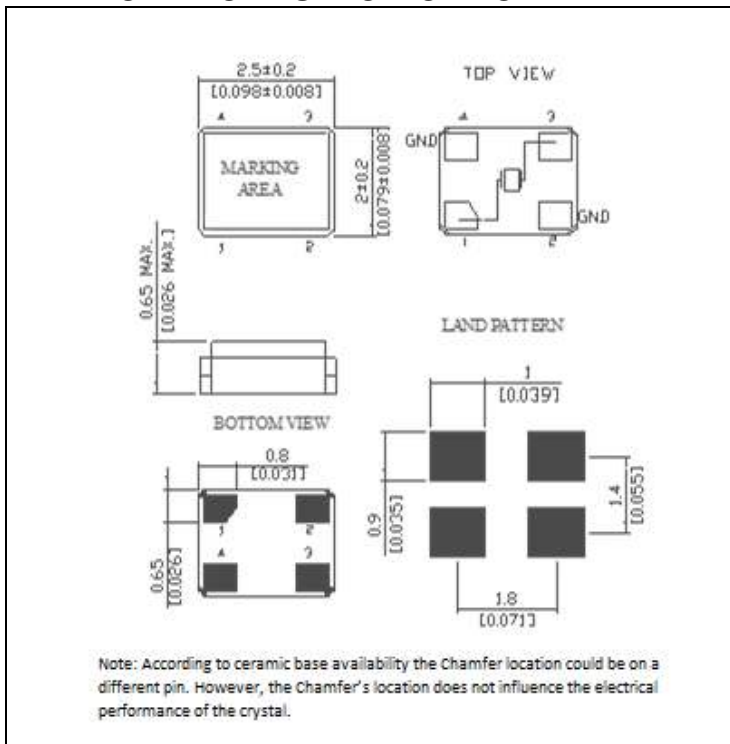 2.5±0.2
[0.098±0.008]
4 3
MARKING
AREA
1 2
2±0.2
[0.079±0.008]
TOP VIEW
4 3
GND
GND
1 2
0.65 MAX.
[0.026 MAX.]
LAND PATTERN
1
[0.039]
0.9
[0.035]
1.4
[0.055]
1.8
[0.071]
BOTTOM VIEW
0.8
[0.031]
1 2
4 3
0.65
[0.026]
Note: According to ceramic base availability the Chamfer location could be on a
different pin. However, the Chamfer's location does not influence the electrical
performance of the crystal.